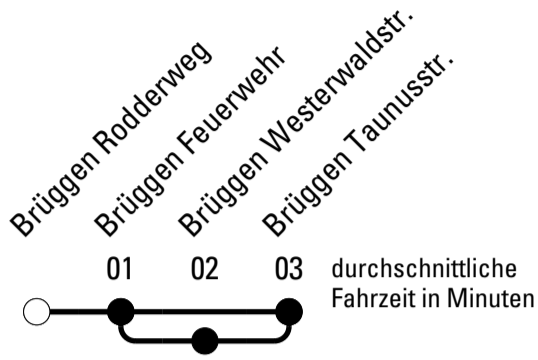 Brüggen Rodderweg
Brüggen Feuerwehr
Brüggen Westerwaldstr.
Brüggen Taunusstr.
01 02 03 durchschnittliche
Fahrzeit in Minuten